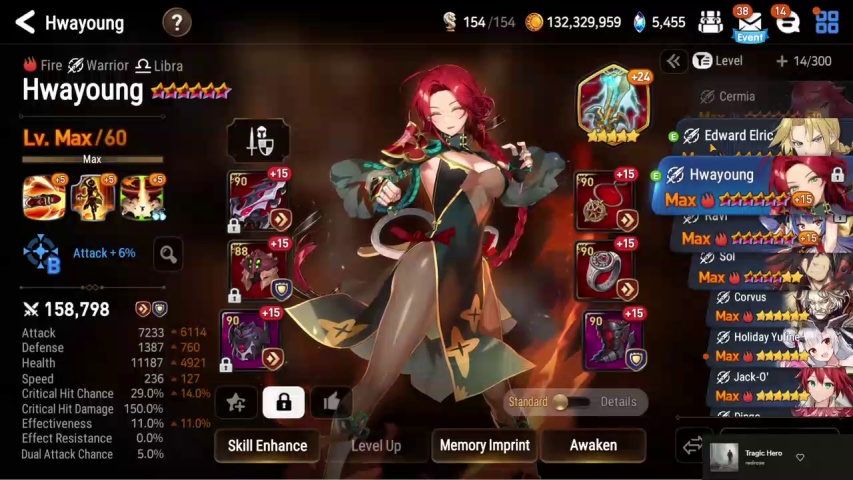 Hwayoung ? 154/154 132,329,959 5,455 38 14
Event
Fire Warrior Libra
Hwayoung
Lv. Max/60
Max
+5 +5 +5
B Attack + 6%
158,798
Attack 7233 6114
Defense 1387 760
Health 11187 4921
Speed 236 127
Critical Hit Chance 29.0% 14.0%
Critical Hit Damage 150.0%
Effectiveness 11.0% 11.0%
Effect Resistance 0.0%
Dual Attack Chance 5.0%
90 +15
88 +15
90 +15
+24
90 +15
90 +15
90 +15
Standard Details
Skill Enhance Level Up Memory Imprint Awaken
Level + 14/300
Cermia
E Edward Elric
E Hwayoung
Max +15
Ravi
Max +15
Sol
Max
Corvus
Max
Holiday Yufine
Max
Jack-O'
Max
Tragic Hero